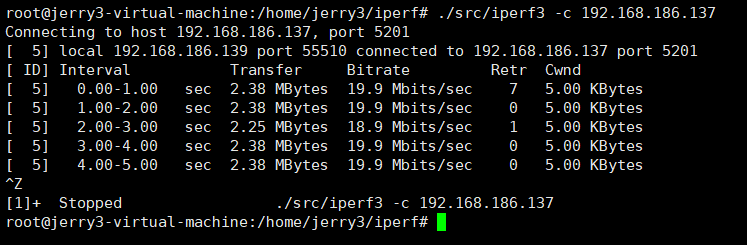 root@jerry3-virtual-machine:/home/jerry3/iperf# ./src/iperf3 -c 192.168.186.137
Connecting to host 192.168.186.137, port 5201
[  5] local 192.168.186.139 port 55510 connected to 192.168.186.137 port 5201
[ ID] Interval           Transfer     Bitrate         Retr  Cwnd
[  5]   0.00-1.00   sec  2.38 MBytes  19.9 Mbits/sec    7   5.00 KBytes
[  5]   1.00-2.00   sec  2.38 MBytes  19.9 Mbits/sec    0   5.00 KBytes
[  5]   2.00-3.00   sec  2.25 MBytes  18.9 Mbits/sec    1   5.00 KBytes
[  5]   3.00-4.00   sec  2.38 MBytes  19.9 Mbits/sec    0   5.00 KBytes
[  5]   4.00-5.00   sec  2.38 MBytes  19.9 Mbits/sec    0   5.00 KBytes
^Z
[1]+  Stopped                 ./src/iperf3 -c 192.168.186.137
root@jerry3-virtual-machine:/home/jerry3/iperf#